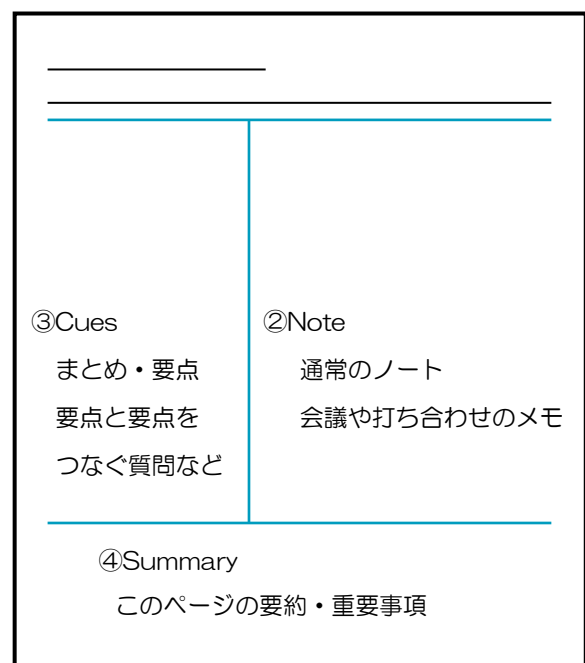 ③Cues
まとめ・要点
要点と要点を
つなぐ質問など
②Note
通常のノート
会議や打ち合わせのメモ
④Summary
このページの要約・重要事項